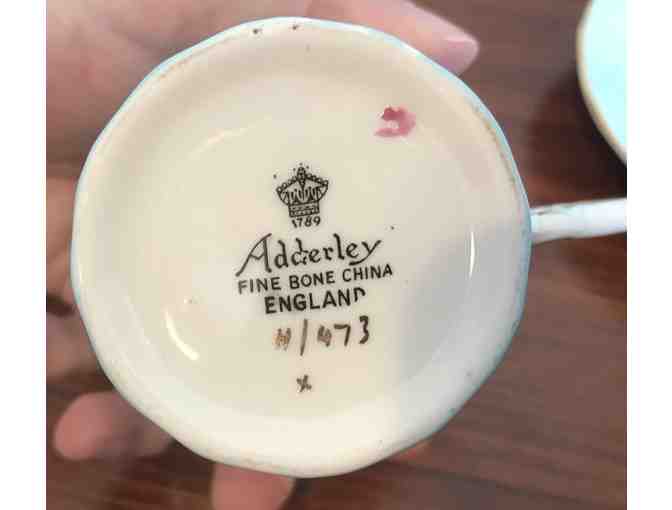 1789
Adderley
FINE BONE CHINA
ENGLAND
H/473
x